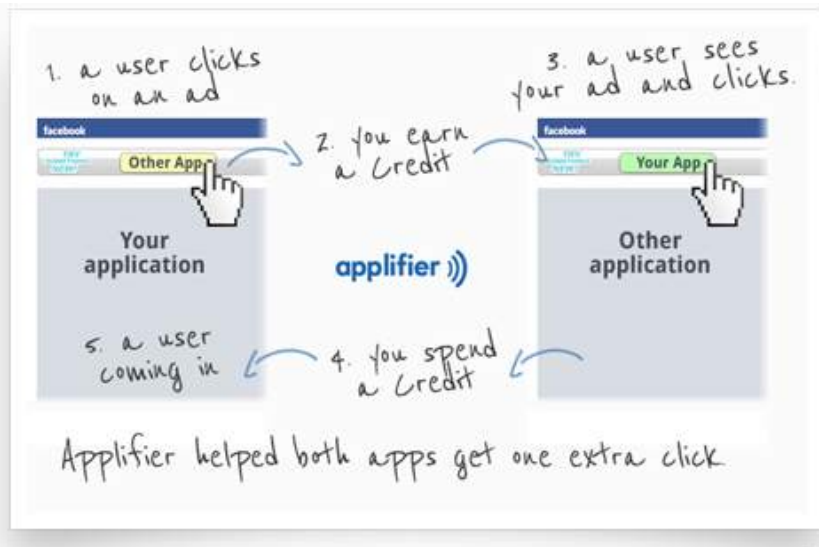 1. a user clicks
on an ad
3. a user sees
your ad and clicks.
facebook
Other App
2. you earn
a credit
facebook
Your App
Your
application
applifier
Other
application
5. a user
coming in
4. you spend
a credit
Applifier helped both apps get one extra click